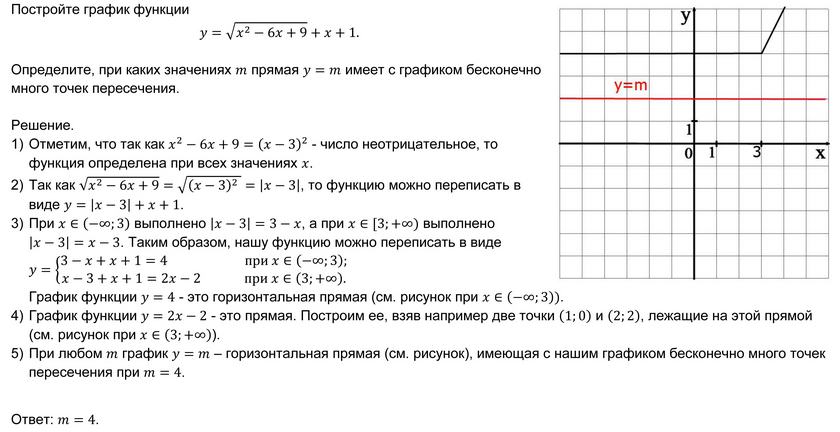 Постройте график функции
y = √x² − 6x + 9 + x + 1.
Определите, при каких значениях m прямая y = m имеет с графиком бесконечно
много точек пересечения.
Решение.
1) Отметим, что так как x² − 6x + 9 = (x − 3)² - число неотрицательное, то
функция определена при всех значениях x.
2) Так как √x² − 6x + 9 = √(x − 3)² = |x − 3|, то функцию можно переписать в
виде y = |x − 3| + x + 1.
3) При x ∈ (−∞; 3) выполнено |x − 3| = 3 − x, а при x ∈ [3; +∞) выполнено
|x − 3| = x − 3. Таким образом, нашу функцию можно переписать в виде
y = {3 − x + x + 1 = 4 при x ∈ (−∞; 3);
x − 3 + x + 1 = 2x − 2 при x ∈ (3; +∞).
График функции y = 4 - это горизонтальная прямая (см. рисунок при x ∈ (−∞; 3)).
4) График функции y = 2x − 2 - это прямая. Построим ее, взяв например две точки (1; 0) и (2; 2), лежащие на этой прямой
(см. рисунок при x ∈ (3; +∞)).
5) При любом m график y = m – горизонтальная прямая (см. рисунок), имеющая с нашим графиком бесконечно много точек
пересечения при m = 4.
Ответ: m = 4.
y
y=m
1
0 1 3 x